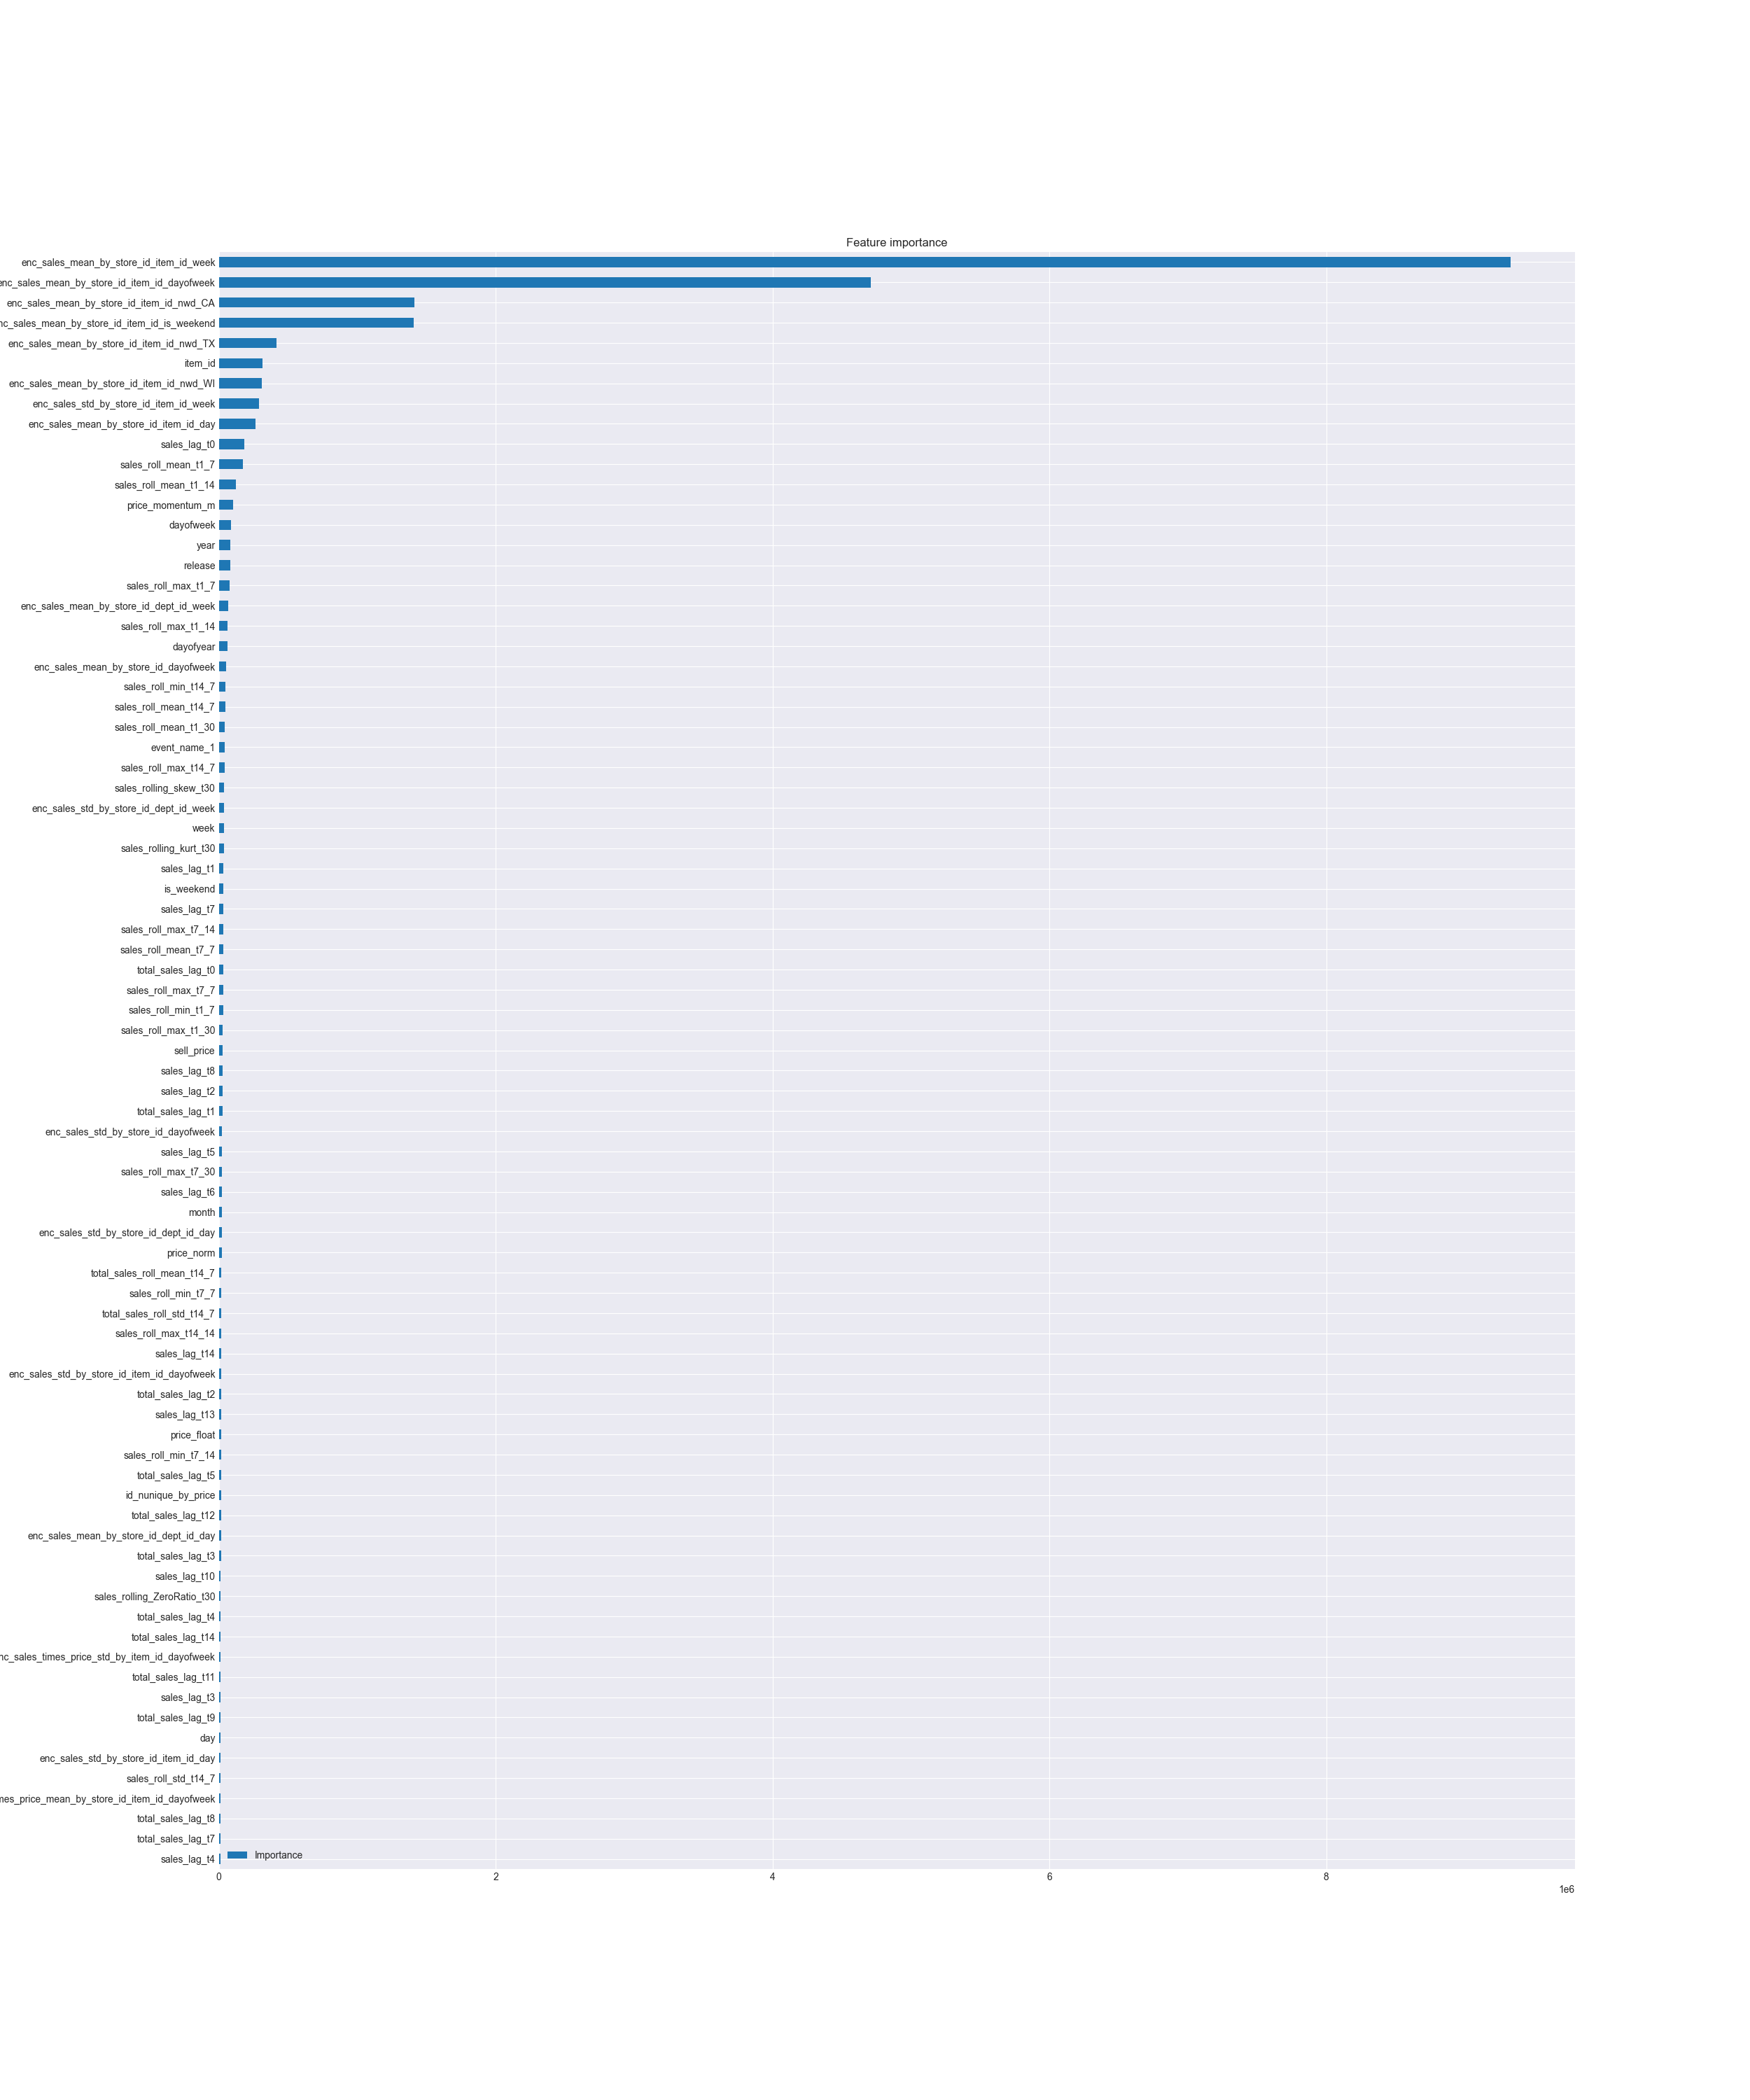 Feature importance
enc_sales_mean_by_store_id_item_id_week
enc_sales_mean_by_store_id_item_id_dayofweek
enc_sales_mean_by_store_id_item_id_nwd_CA
nc_sales_mean_by_store_id_item_id_is_weekend
enc_sales_mean_by_store_id_item_id_nwd_TX
item_id
enc_sales_mean_by_store_id_item_id_nwd_WI
enc_sales_std_by_store_id_item_id_week
enc_sales_mean_by_store_id_item_id_day
sales_lag_t0
sales_roll_mean_t1_7
sales_roll_mean_t1_14
price_momentum_m
dayofweek
year
release
sales_roll_max_t1_7
enc_sales_mean_by_store_id_dept_id_week
sales_roll_max_t1_14
dayofyear
enc_sales_mean_by_store_id_dayofweek
sales_roll_min_t14_7
sales_roll_mean_t14_7
sales_roll_mean_t1_30
event_name_1
sales_roll_max_t14_7
sales_rolling_skew_t30
enc_sales_std_by_store_id_dept_id_week
week
sales_rolling_kurt_t30
sales_lag_t1
is_weekend
sales_lag_t7
sales_roll_max_t7_14
sales_roll_mean_t7_7
total_sales_lag_t0
sales_roll_max_t7_7
sales_roll_min_t1_7
sales_roll_max_t1_30
sell_price
sales_lag_t8
sales_lag_t2
total_sales_lag_t1
enc_sales_std_by_store_id_dayofweek
sales_lag_t5
sales_roll_max_t7_30
sales_lag_t6
month
enc_sales_std_by_store_id_dept_id_day
price_norm
total_sales_roll_mean_t14_7
sales_roll_min_t7_7
total_sales_roll_std_t14_7
sales_roll_max_t14_14
sales_lag_t14
enc_sales_std_by_store_id_item_id_dayofweek
total_sales_lag_t2
sales_lag_t13
price_float
sales_roll_min_t7_14
total_sales_lag_t5
id_nunique_by_price
total_sales_lag_t12
enc_sales_mean_by_store_id_dept_id_day
total_sales_lag_t3
sales_lag_t10
sales_rolling_ZeroRatio_t30
total_sales_lag_t4
total_sales_lag_t14
nc_sales_times_price_std_by_item_id_dayofweek
total_sales_lag_t11
sales_lag_t3
total_sales_lag_t9
day
enc_sales_std_by_store_id_item_id_day
sales_roll_std_t14_7
mes_price_mean_by_store_id_item_id_dayofweek
total_sales_lag_t8
total_sales_lag_t7
sales_lag_t4
Importance
0 2 4 6 8
1e6